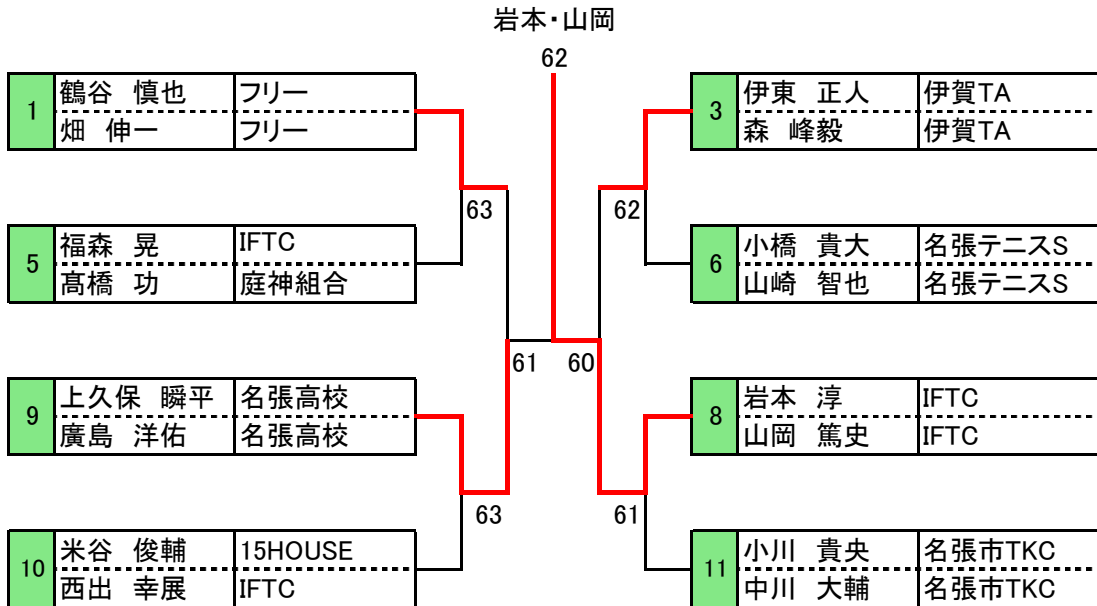 岩本・山岡
62
1 鶴谷 慎也 フリー
畑 伸一 フリー
63
5 福森 晃 IFTC
髙橋 功 庭神組合
61
9 上久保 瞬平 名張高校
廣島 洋佑 名張高校
63
10 米谷 俊輔 15HOUSE
西出 幸展 IFTC
3 伊東 正人 伊賀TA
森 峰毅 伊賀TA
62
6 小橋 貴大 名張テニスS
山崎 智也 名張テニスS
60
8 岩本 淳 IFTC
山岡 篤史 IFTC
61
11 小川 貴央 名張市TKC
中川 大輔 名張市TKC